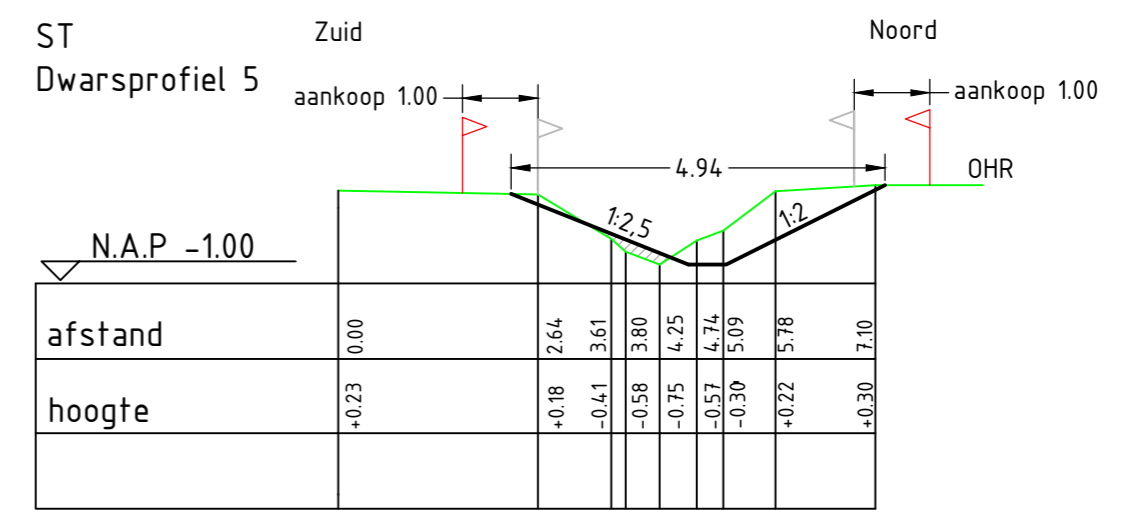 ST
Dwarsprofiel 5
Zuid
Noord
aankoop 1.00
aankoop 1.00
4.94
OHR
1:2,5
1:2
N.A.P -1.00
afstand 0.00 2.64 3.61 3.80 4.25 4.74 5.09 5.78 7.10
hoogte +0.23 +0.18 -0.41 -0.58 -0.75 -0.57 -0.30 +0.22 +0.30